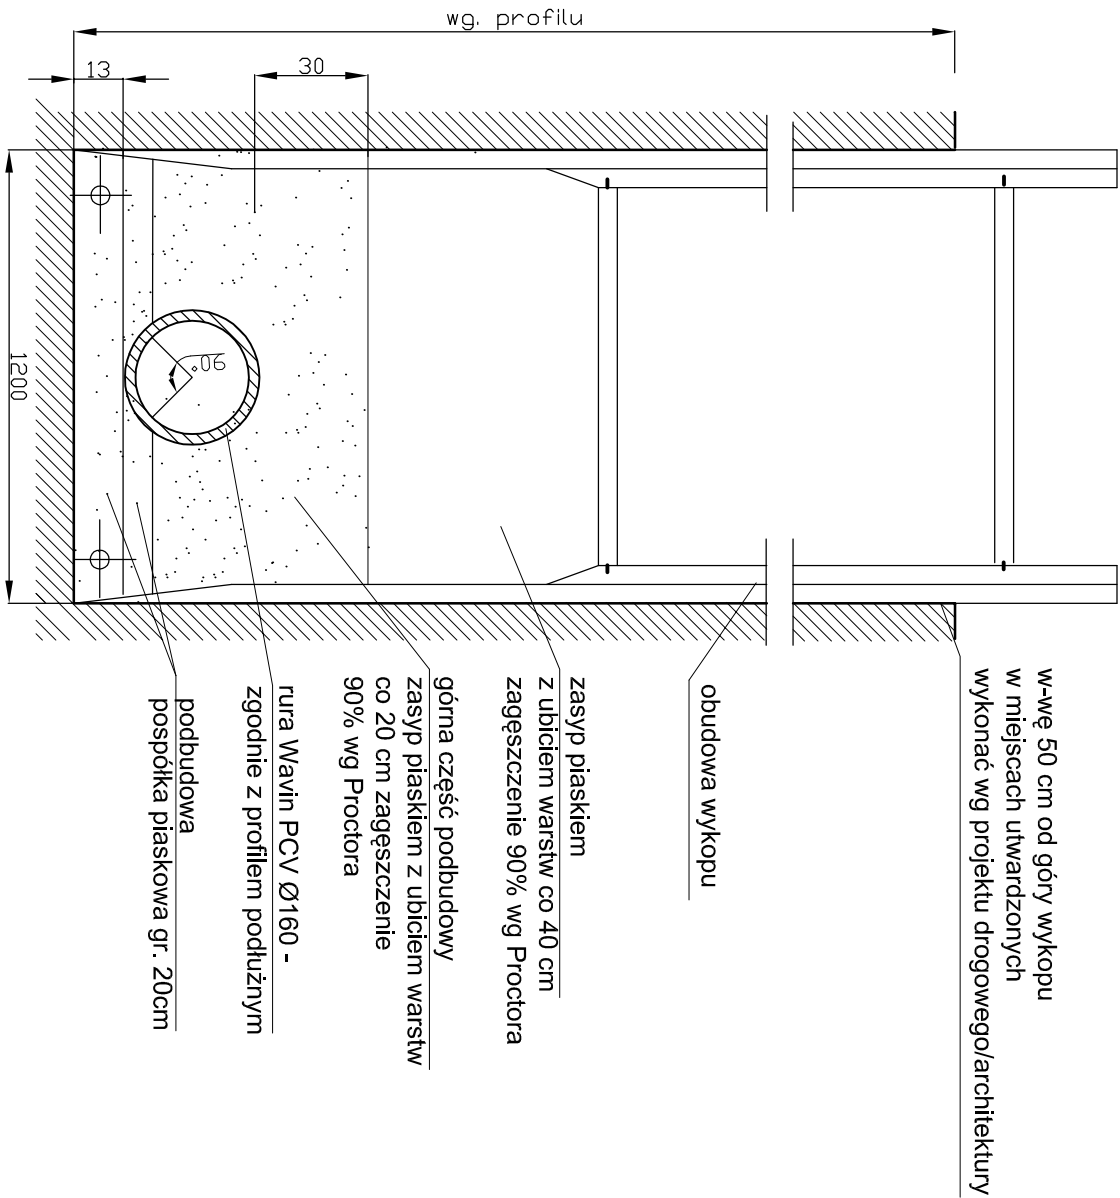 w-wę 50 cm od góry wykopu
w miejscach utwardzonych
wykonać wg projektu drogowego/architektury
obudowa wykopu
zasyp piaskiem
z ubiciem warstw co 40 cm
zagęszczenie 90% wg Proctora
górna część podbudowy
zasyp piaskiem z ubiciem warstw
co 20 cm zagęszczenie
90% wg Proctora
rura Wavin PCV Ø160 -
zgodnie z profilem podłużnym
podbudowa
pospółka piaskowa gr. 20cm
wg. profilu
30
13
90°
1200